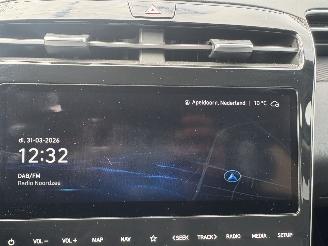 Apeldoorn, Nederland | 10 °C
di, 31-03-2026
12:32
DAB/FM
Radio Noordzee
VOL −
VOL +
MAP
NAV
< SEEK
TRACK >
RADIO
MEDIA
SETUP